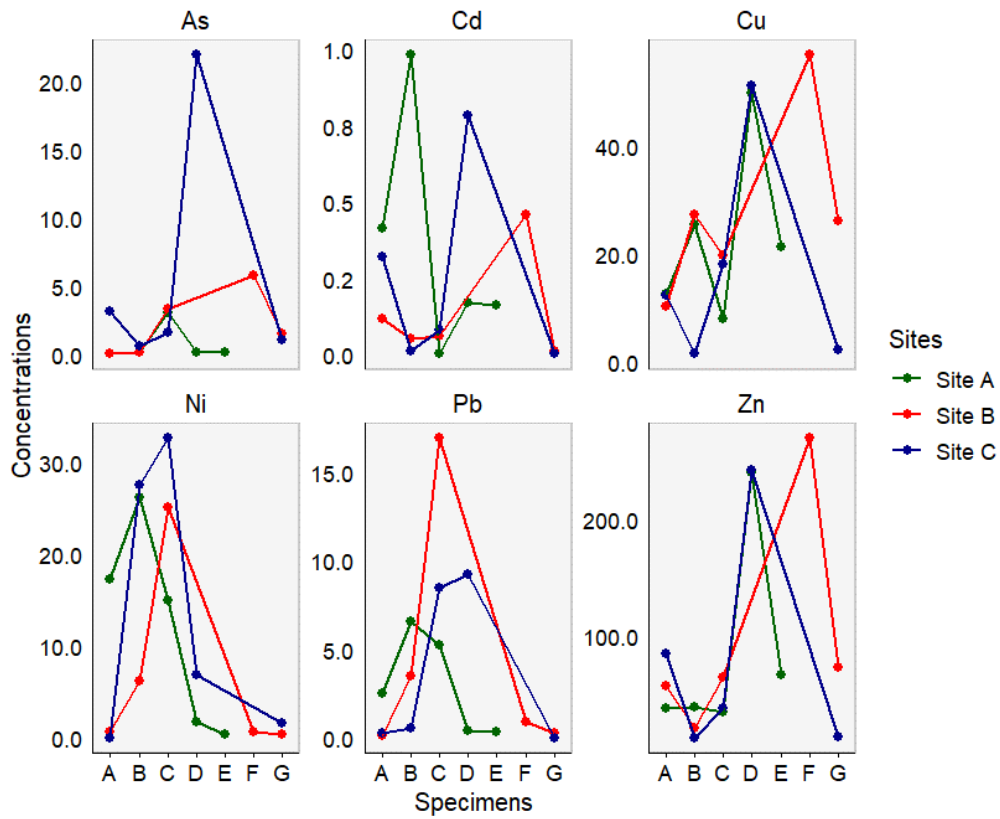 As Cd Cu
20.0
15.0
10.0
5.0
0.0
1.0
0.8
0.5
0.2
0.0
40.0
20.0
0.0
Concentrations
Ni Pb Zn
30.0
20.0
10.0
0.0
15.0
10.0
5.0
0.0
200.0
100.0
A B C D E F G
A B C D E F G
A B C D E F G
Specimens
Sites
Site A
Site B
Site C